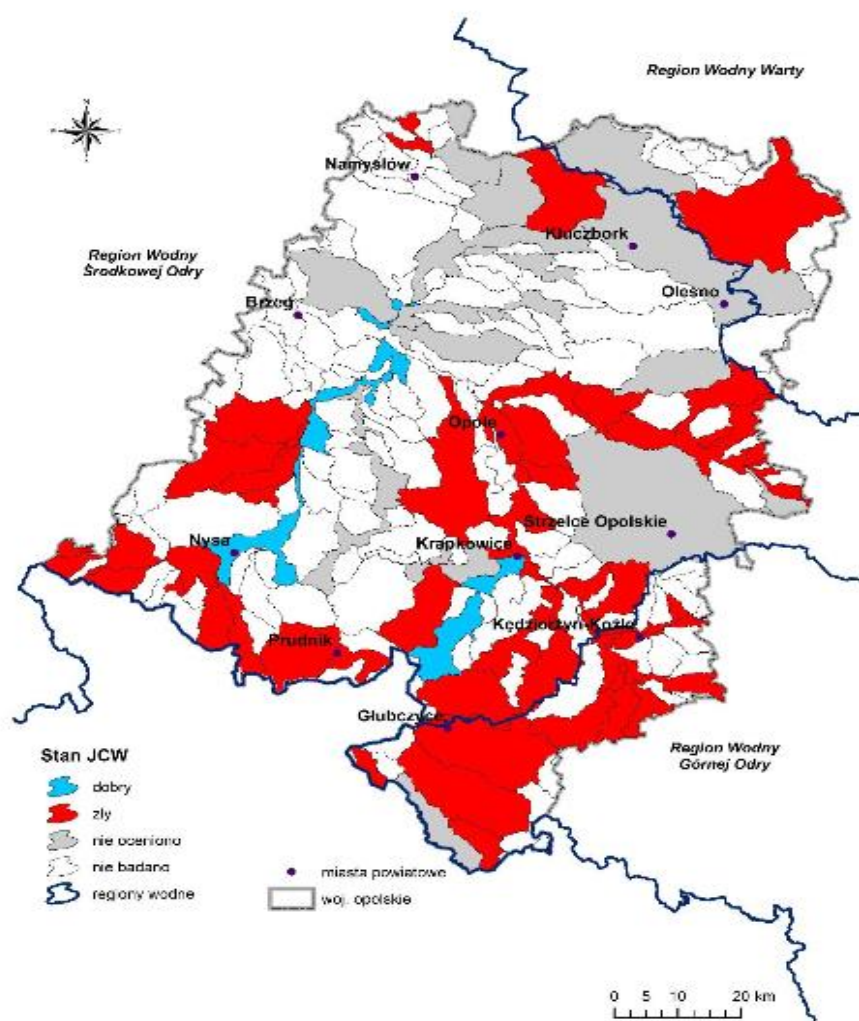 Region Wodny Warty
Namysłów
Kluczbork
Region Wodny
Środkowej Odry
Brzeg
Olesno
Opole
Strzelce Opolskie
Nysa
Krapkowice
Kędzierzyn-Koźle
Prudnik
Głubczyce
Region Wodny
Górnej Odry
Stan JCW
dobry
zły
nie oceniono
nie badano
regiony wodne
miasta powiatowe
woj. opolskie
0 5 10 20 km